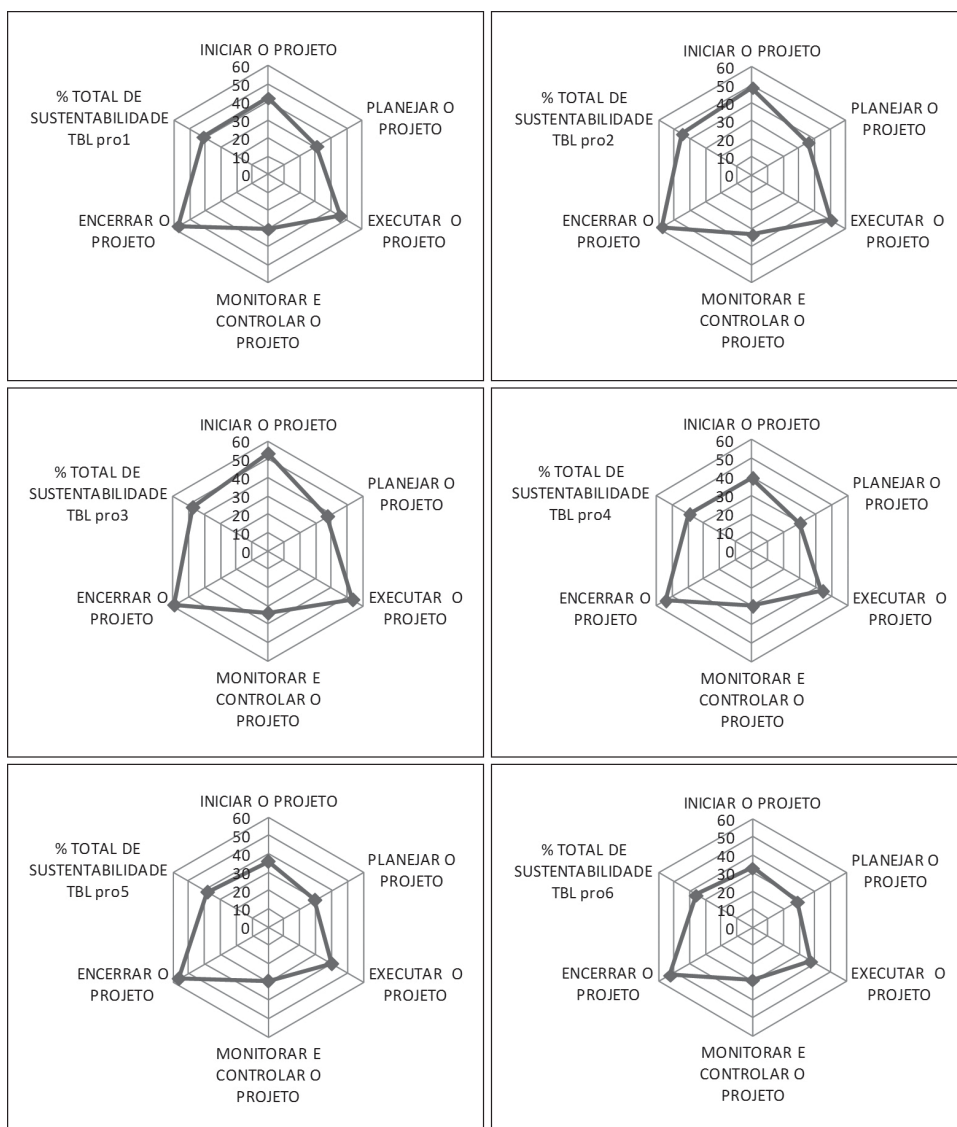 INICIAR O PROJETO
60
50
40
30
20
10
0
% TOTAL DE
SUSTENTABILIDADE
TBL pro1
PLANEJAR O
PROJETO
ENCERRAR O
PROJETO
EXECUTAR O
PROJETO
MONITORAR E
CONTROLAR O
PROJETO
INICIAR O PROJETO
60
50
40
30
20
10
0
% TOTAL DE
SUSTENTABILIDADE
TBL pro2
PLANEJAR O
PROJETO
ENCERRAR O
PROJETO
EXECUTAR O
PROJETO
MONITORAR E
CONTROLAR O
PROJETO
INICIAR O PROJETO
60
50
40
30
20
10
0
% TOTAL DE
SUSTENTABILIDADE
TBL pro3
PLANEJAR O
PROJETO
ENCERRAR O
PROJETO
EXECUTAR O
PROJETO
MONITORAR E
CONTROLAR O
PROJETO
INICIAR O PROJETO
60
50
40
30
20
10
0
% TOTAL DE
SUSTENTABILIDADE
TBL pro4
PLANEJAR O
PROJETO
ENCERRAR O
PROJETO
EXECUTAR O
PROJETO
MONITORAR E
CONTROLAR O
PROJETO
INICIAR O PROJETO
60
50
40
30
20
10
0
% TOTAL DE
SUSTENTABILIDADE
TBL pro5
PLANEJAR O
PROJETO
ENCERRAR O
PROJETO
EXECUTAR O
PROJETO
MONITORAR E
CONTROLAR O
PROJETO
INICIAR O PROJETO
60
50
40
30
20
10
0
% TOTAL DE
SUSTENTABILIDADE
TBL pro6
PLANEJAR O
PROJETO
ENCERRAR O
PROJETO
EXECUTAR O
PROJETO
MONITORAR E
CONTROLAR O
PROJETO